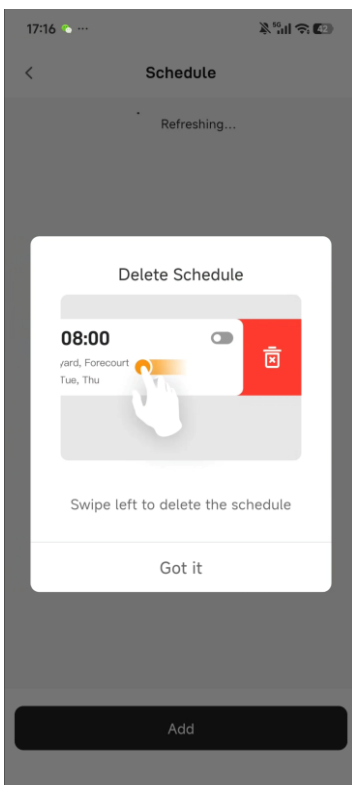 17:16
Schedule
Refreshing...
Delete Schedule
08:00
yard, Forecourt
Tue, Thu
Swipe left to delete the schedule
Got it
Add